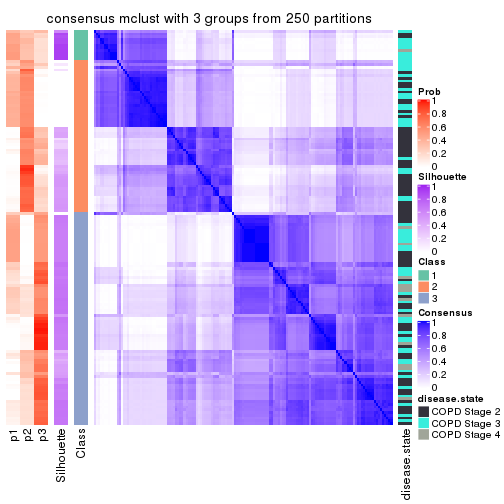 consensus mclust with 3 groups from 250 partitions
Prob
1
0.8
0.6
0.4
0.2
0
Silhouette
1
0.8
0.6
0.4
0.2
0
Class
1
2
3
Consensus
1
0.8
0.6
0.4
0.2
0
disease.state
COPD Stage 2
COPD Stage 3
COPD Stage 4
p1
p2
p3
Silhouette
Class
disease.state